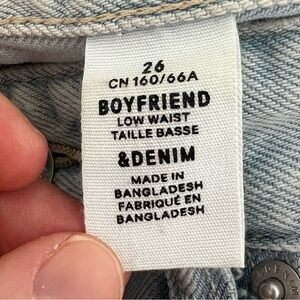 26
CN 160/66A
BOYFRIEND
LOW WAIST
TAILLE BASSE
&DENIM
MADE IN
BANGLADESH
FABRIQUÉ EN
BANGLADESH